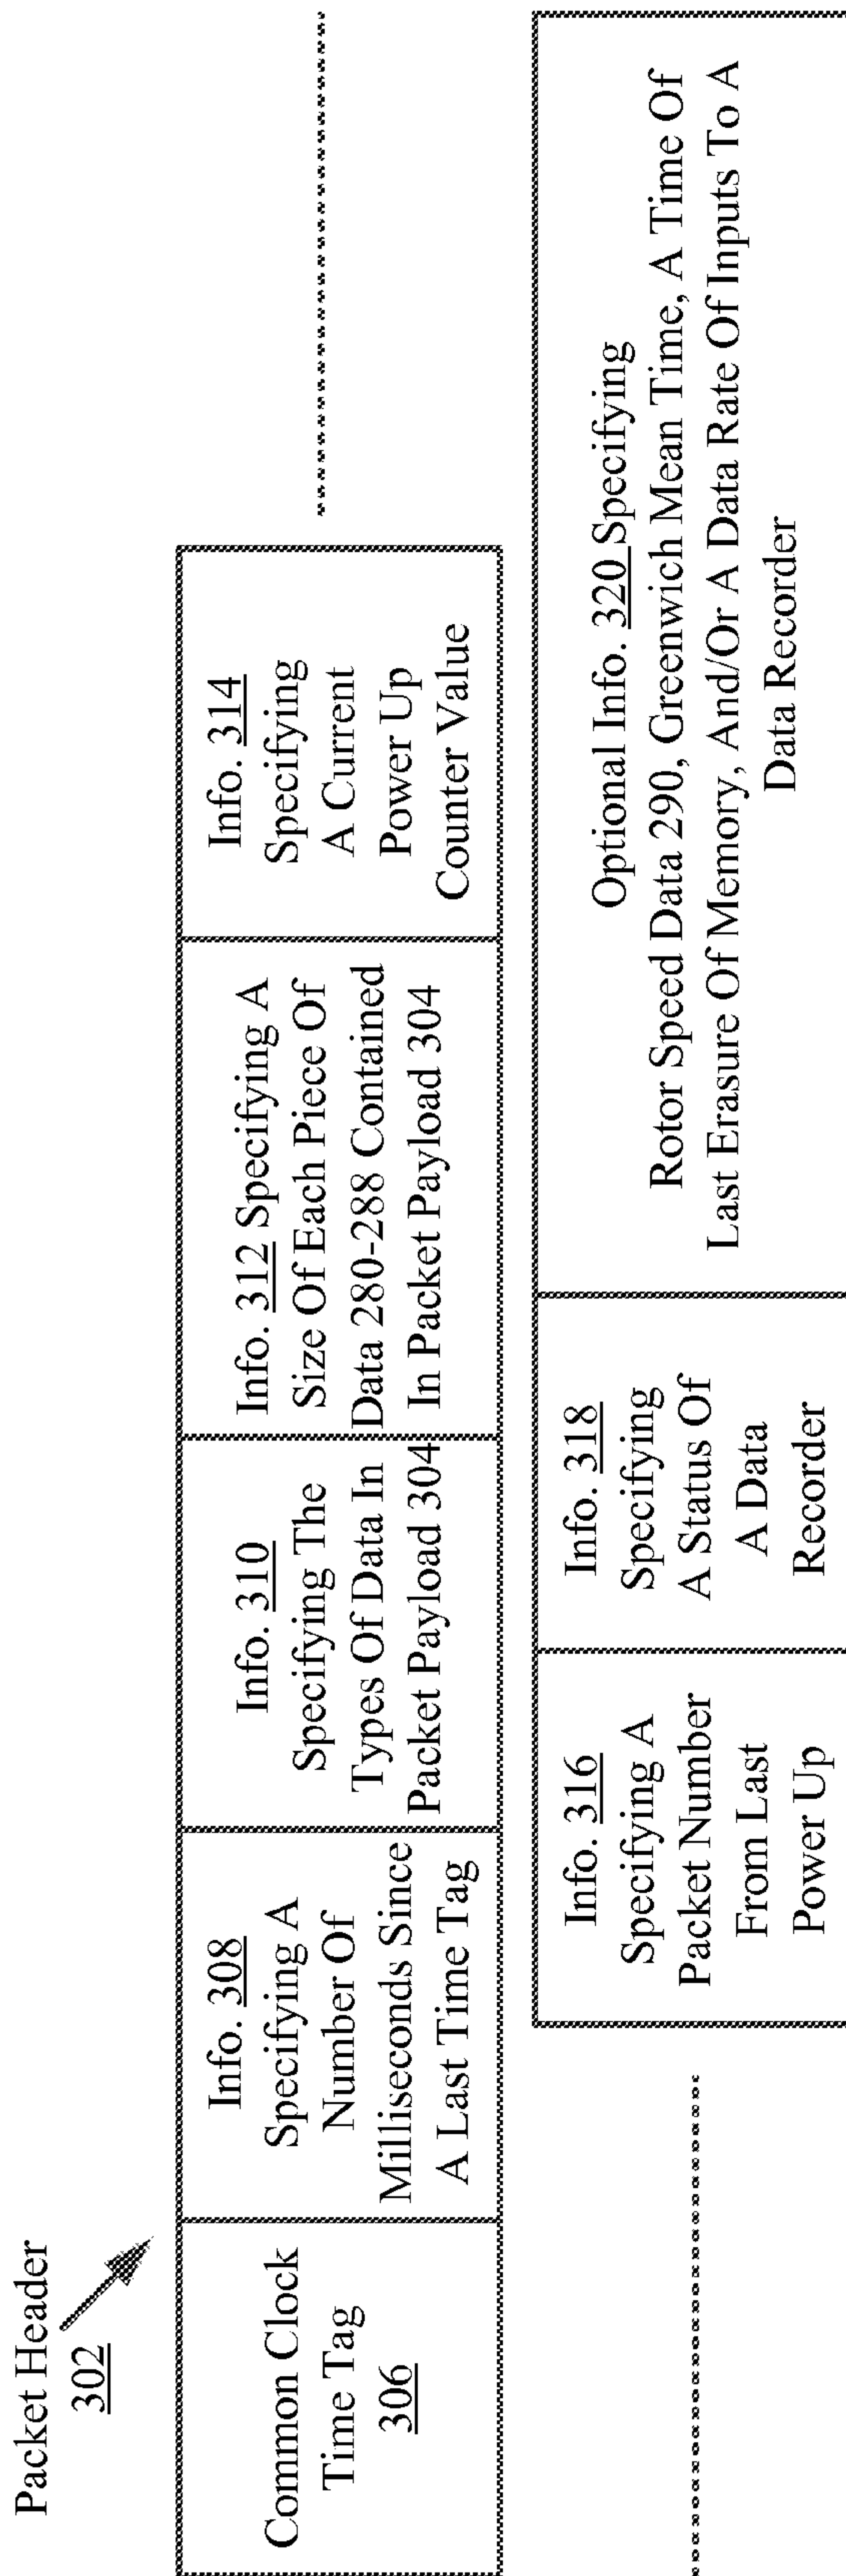 Packet Header
302
Common Clock
Time Tag
306
Info. 308
Specifying A
Number Of
Milliseconds Since
A Last Time Tag
Info. 310
Specifying The
Types Of Data In
Packet Payload 304
Info. 312 Specifying A
Size Of Each Piece Of
Data 280-288 Contained
In Packet Payload 304
Info. 314
Specifying
A Current
Power Up
Counter Value
Info. 316
Specifying A
Packet Number
From Last
Power Up
Info. 318
Specifying
A Status Of
A Data
Recorder
Optional Info. 320 Specifying
Rotor Speed Data 290, Greenwich Mean Time, A Time Of
Last Erasure Of Memory, And/Or A Data Rate Of Inputs To A
Data Recorder